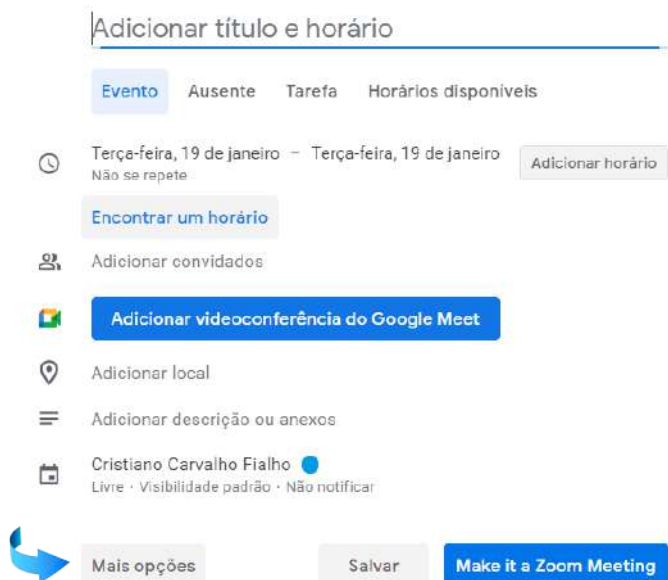 Adicionar título e horário
Evento Ausente Tarefa Horários disponíveis
Terça-feira, 19 de janeiro – Terça-feira, 19 de janeiro Adicionar horário
Não se repete
Encontrar um horário
Adicionar convidados
Adicionar videoconferência do Google Meet
Adicionar local
Adicionar descrição ou anexos
Cristiano Carvalho Fialho
Livre · Visibilidade padrão · Não notificar
Mais opções Salvar Make it a Zoom Meeting